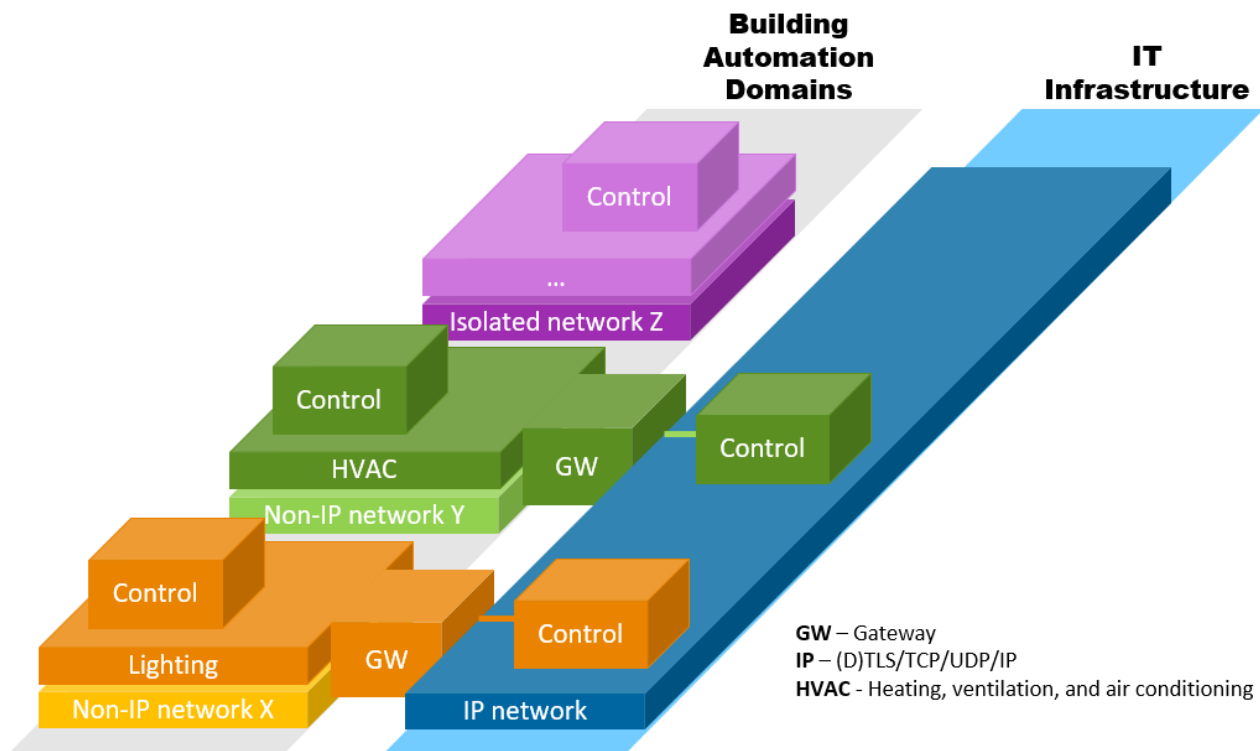 Building
Automation
Domains
IT
Infrastructure
Control
...
Isolated network Z
Control
HVAC
Non-IP network Y
GW
Control
Control
Lighting
Non-IP network X
GW
Control
IP network
GW – Gateway
IP – (D)TLS/TCP/UDP/IP
HVAC - Heating, ventilation, and air conditioning